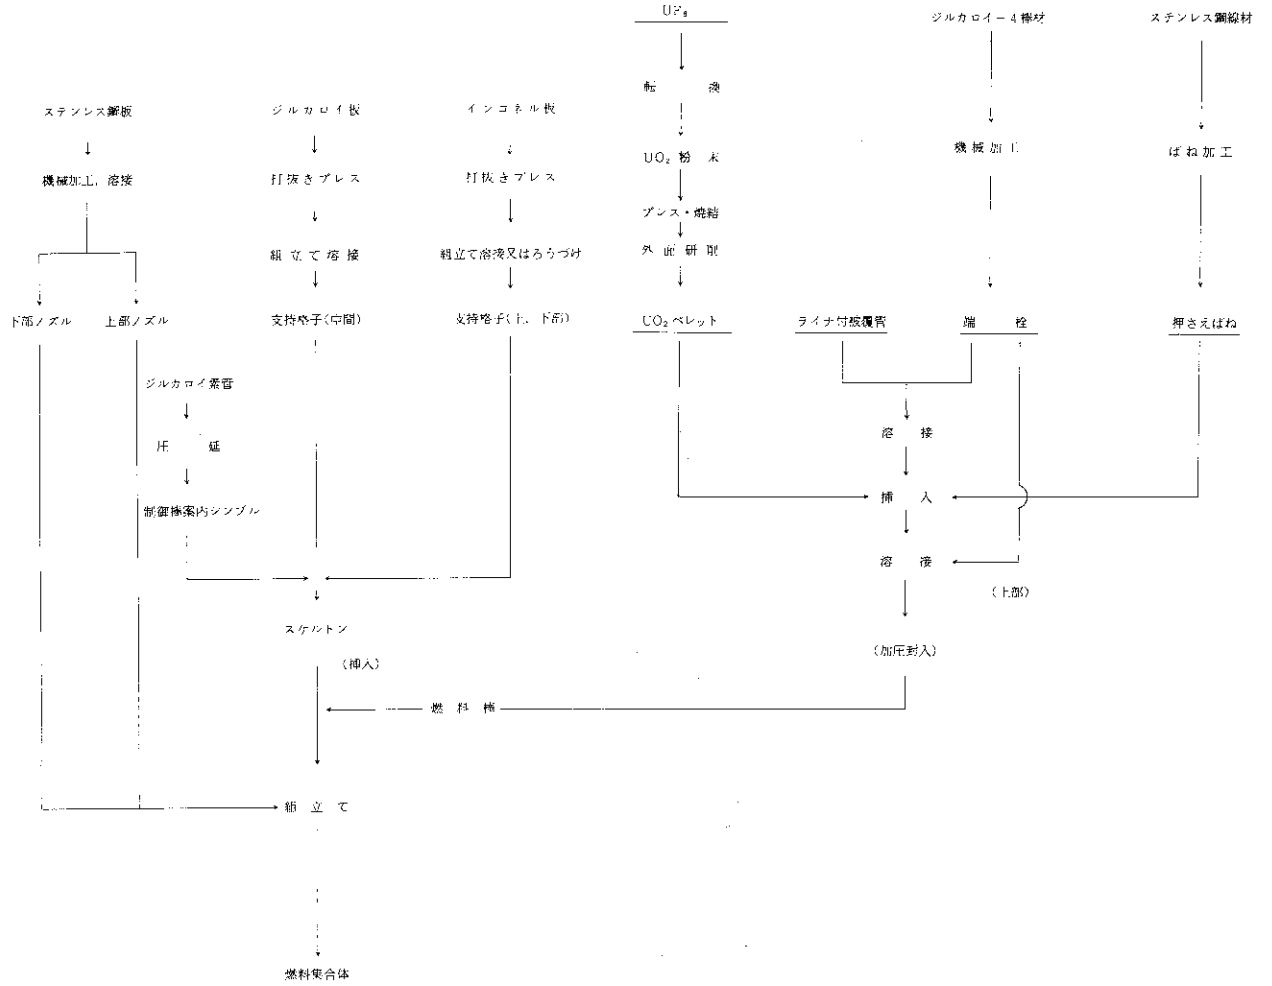 UF₆
ジルカロイ－4棒材
ステンレス鋼線材
ステンレス鋼板
ジルカロイ板
インコネル板
転換
機械加工
ばね加工
UO₂粉末
機械加工，溶接
打抜きプレス
打抜きプレス
プレス・焼結
組立て溶接
組立て溶接又はろうづけ
外面研削
下部ノズル
上部ノズル
支持格子(中間)
支持格子(上，下部)
UO₂ペレット
ライナ付被覆管
端栓
押さえばね
ジルカロイ素管
圧延
溶接
挿入
制御棒案内シンブル
溶接
(上部)
スケルトン
(加圧封入)
(挿入)
燃料棒
組立て
燃料集合体